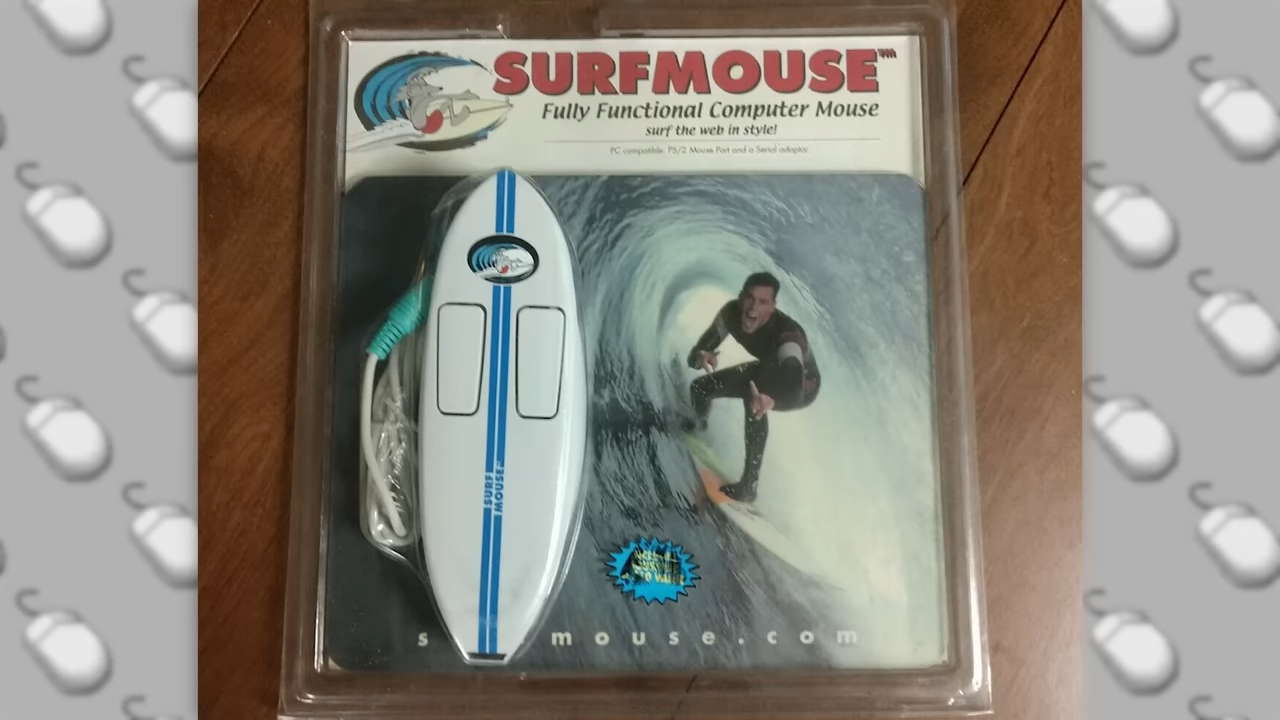 SURFMOUSE™
Fully Functional Computer Mouse
surf the web in style!
PC compatible. PS/2 Mouse Port and a Serial adaptor.
SURF
MOUSE
s mouse.com